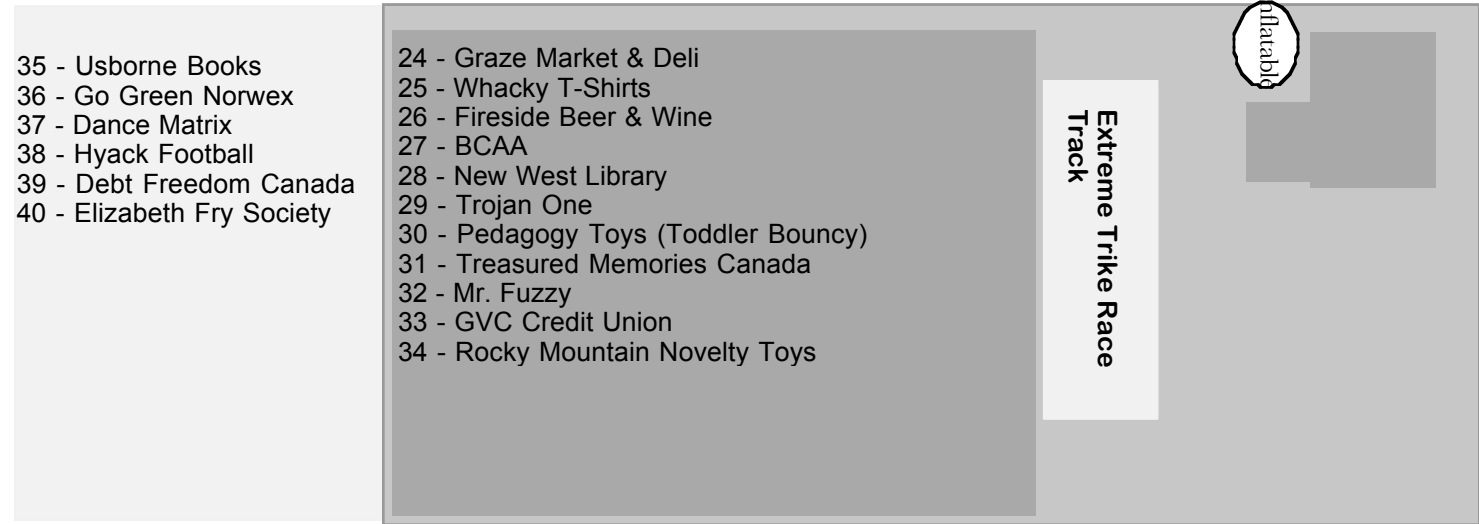 35 - Usborne Books
36 - Go Green Norwex
37 - Dance Matrix
38 - Hyack Football
39 - Debt Freedom Canada
40 - Elizabeth Fry Society
24 - Graze Market & Deli
25 - Whacky T-Shirts
26 - Fireside Beer & Wine
27 - BCAA
28 - New West Library
29 - Trojan One
30 - Pedagogy Toys (Toddler Bouncy)
31 - Treasured Memories Canada
32 - Mr. Fuzzy
33 - GVC Credit Union
34 - Rocky Mountain Novelty Toys
Extreme Trike Race
Track
nflatable